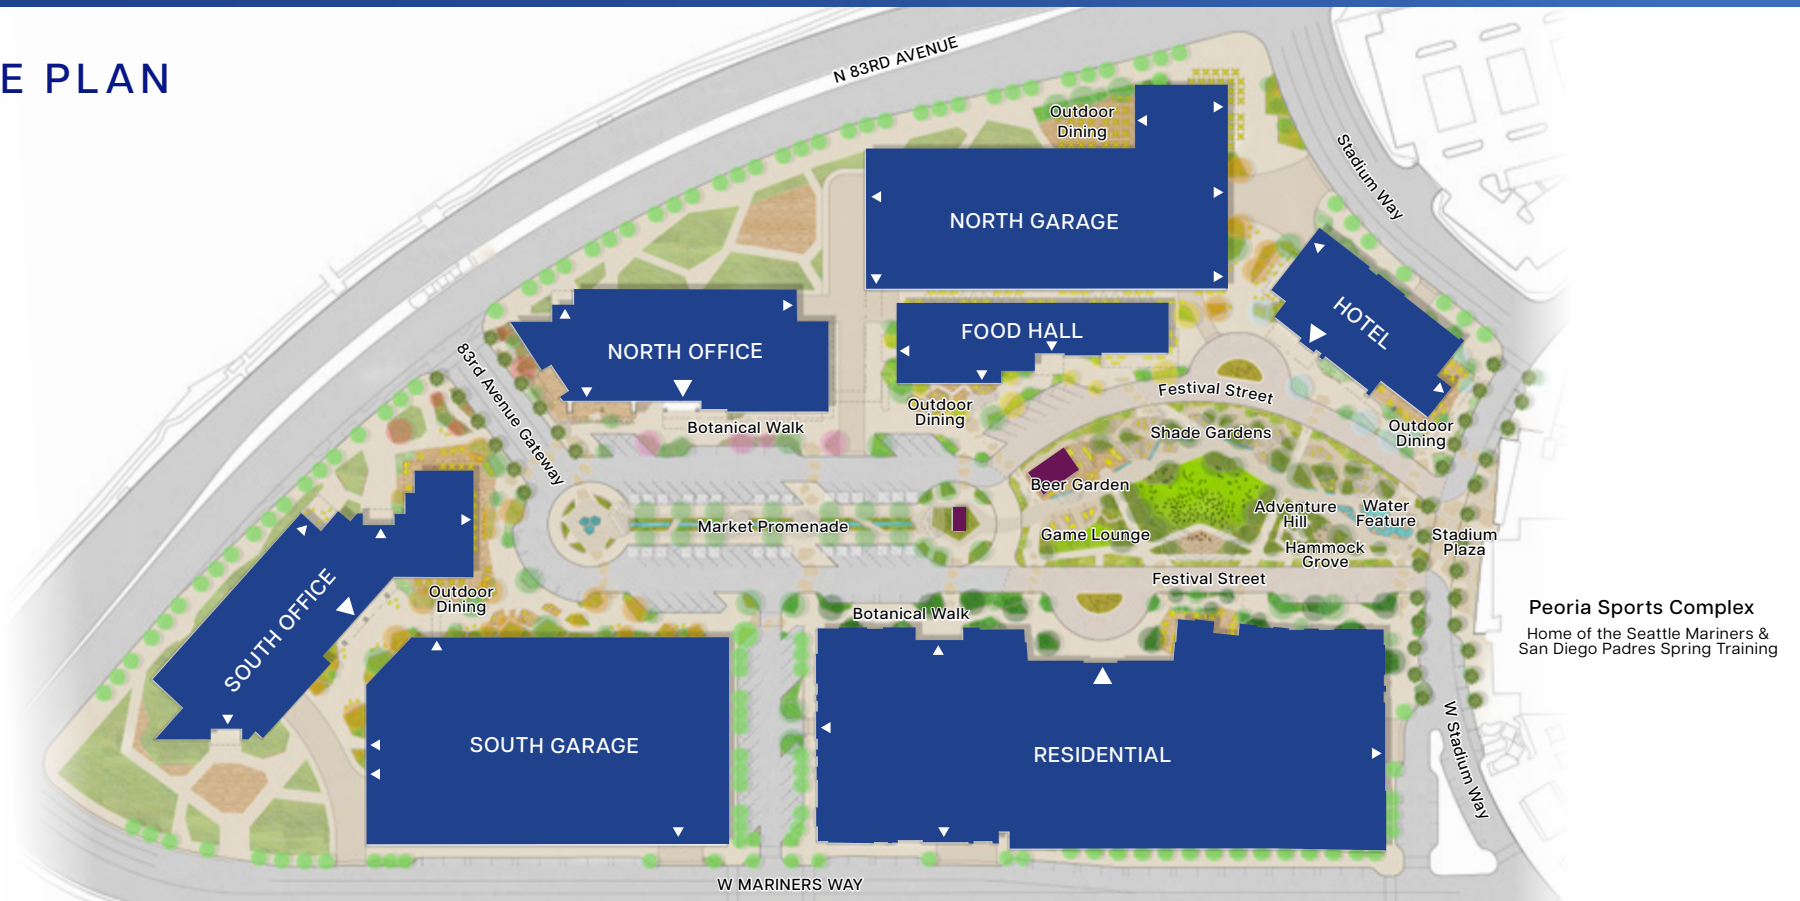 E PLAN
N 83RD AVENUE
Outdoor
Dining
Stadium Way
NORTH GARAGE
HOTEL
FOOD HALL
NORTH OFFICE
83rd Avenue Gateway
Festival Street
Outdoor
Dining
Botanical Walk
Shade Gardens
Outdoor
Dining
Beer Garden
Adventure
Hill
Water
Feature
Market Promenade
Game Lounge
Stadium
Plaza
Hammock
Grove
Festival Street
Outdoor
Dining
Botanical Walk
SOUTH OFFICE
Peoria Sports Complex
Home of the Seattle Mariners &
San Diego Padres Spring Training
SOUTH GARAGE
RESIDENTIAL
W Stadium Way
W MARINERS WAY